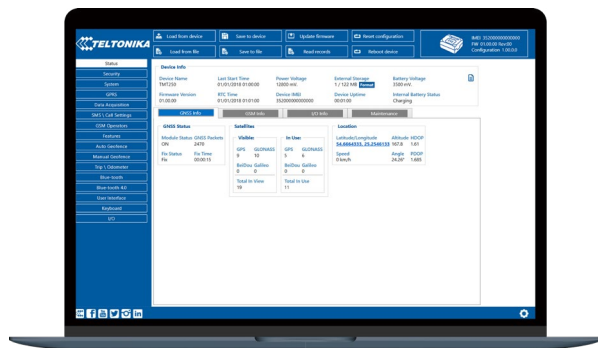 TELTONIKA
Load from device
Save to device
Update firmware
Reset configuration
Load from file
Save to file
Read records
Reboot device
IMEI 352000000000000
FW 01.00.00 Rev:00
Configuration 1.00.0.0
Status
Security
System
GPRS
Data Acquisition
SMS \ Call Settings
GSM Operators
Features
Auto Geofence
Manual Geofence
Trip \ Odometer
Blue-tooth
Blue-tooth 4.0
User Interface
Keyboard
I/O
Device Info
Device Name
TMT250
Last Start Time
01/01/2018 01:00:00
Power Voltage
12000 mV.
External Storage
1 / 122 MB Format
Battery Voltage
3500 mV.
Firmware Version
01.00.00
RTC Time
01/01/2018 01:01:00
Device IMEI
352000000000000
Device Uptime
00:01:00
Internal Battery Status
Charging
GNSS Info
GSM Info
I/O Info
Maintenance
GNSS Status
Module Status GNSS Packets
ON 2470
Fix Status Fix Time
Fix 00:00:15
Satellites
Visible:
GPS GLONASS
9 10
BeiDou Galileo
0 0
Total In View
19
In Use:
GPS GLONASS
5 6
BeiDou Galileo
0 0
Total In Use
11
Location
Latitude/Longitude Altitude HDOP
54.6664333, 25.2546133 167.8 1.61
Speed Angle PDOP
0 km/h 24.26° 1.685